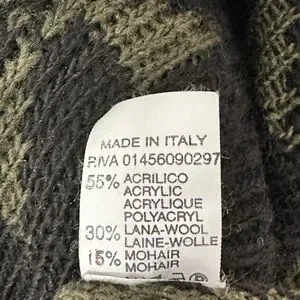 MADE IN ITALY
P.IVA 01456090297
55% ACRILICO
ACRYLIC
ACRYLIQUE
POLYACRYL
30% LANA-WOOL
LAINE-WOLLE
15% MOHAIR
MOHAIR